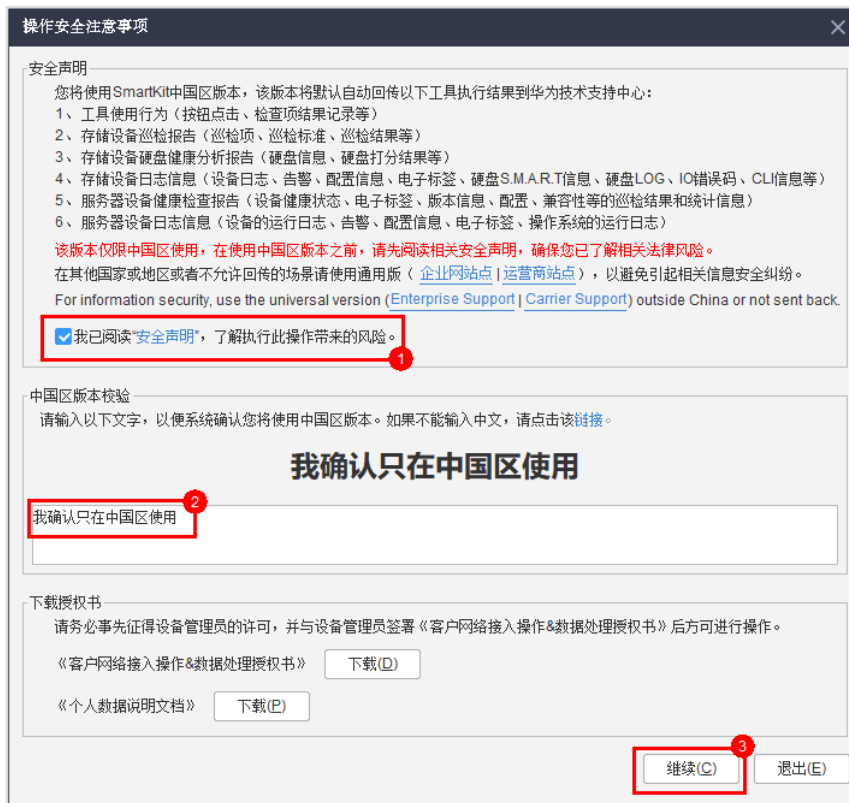 操作安全注意事项
安全声明
您将使用SmartKit中国区版本，该版本将默认自动回传以下工具执行结果到华为技术支持中心：
1、工具使用行为（按钮点击、检查项结果记录等）
2、存储设备巡检报告（巡检项、巡检标准、巡检结果等）
3、存储设备硬盘健康分析报告（硬盘信息、硬盘打分结果等）
4、存储设备日志信息（设备日志、告警、配置信息、电子标签、硬盘S.M.A.R.T信息、硬盘LOG、IO错误码、CLI信息等）
5、服务器设备健康检查报告（设备健康状态、电子标签、版本信息、配置、兼容性等的巡检结果和统计信息）
6、服务器设备日志信息（设备的运行日志、告警、配置信息、电子标签、操作系统的运行日志）
该版本仅限中国区使用，在使用中国区版本之前，请先阅读相关安全声明，确保您已了解相关法律风险。
在其他国家或地区或者不允许回传的场景请使用通用版（ 企业网站点 | 运营商站点 ），以避免引起相关信息安全纠纷。
For information security, use the universal version (Enterprise Support | Carrier Support) outside China or not sent back.
我已阅读“安全声明”，了解执行此操作带来的风险。
1
中国区版本校验
请输入以下文字，以便系统确认您将使用中国区版本。如果不能输入中文，请点击该链接。
我确认只在中国区使用
2
我确认只在中国区使用
下载授权书
请务必事先征得设备管理员的许可，并与设备管理员签署《客户网络接入操作&数据处理授权书》后方可进行操作。
《客户网络接入操作&数据处理授权书》 下载(D)
《个人数据说明文档》 下载(P)
3
继续(C) 退出(E)